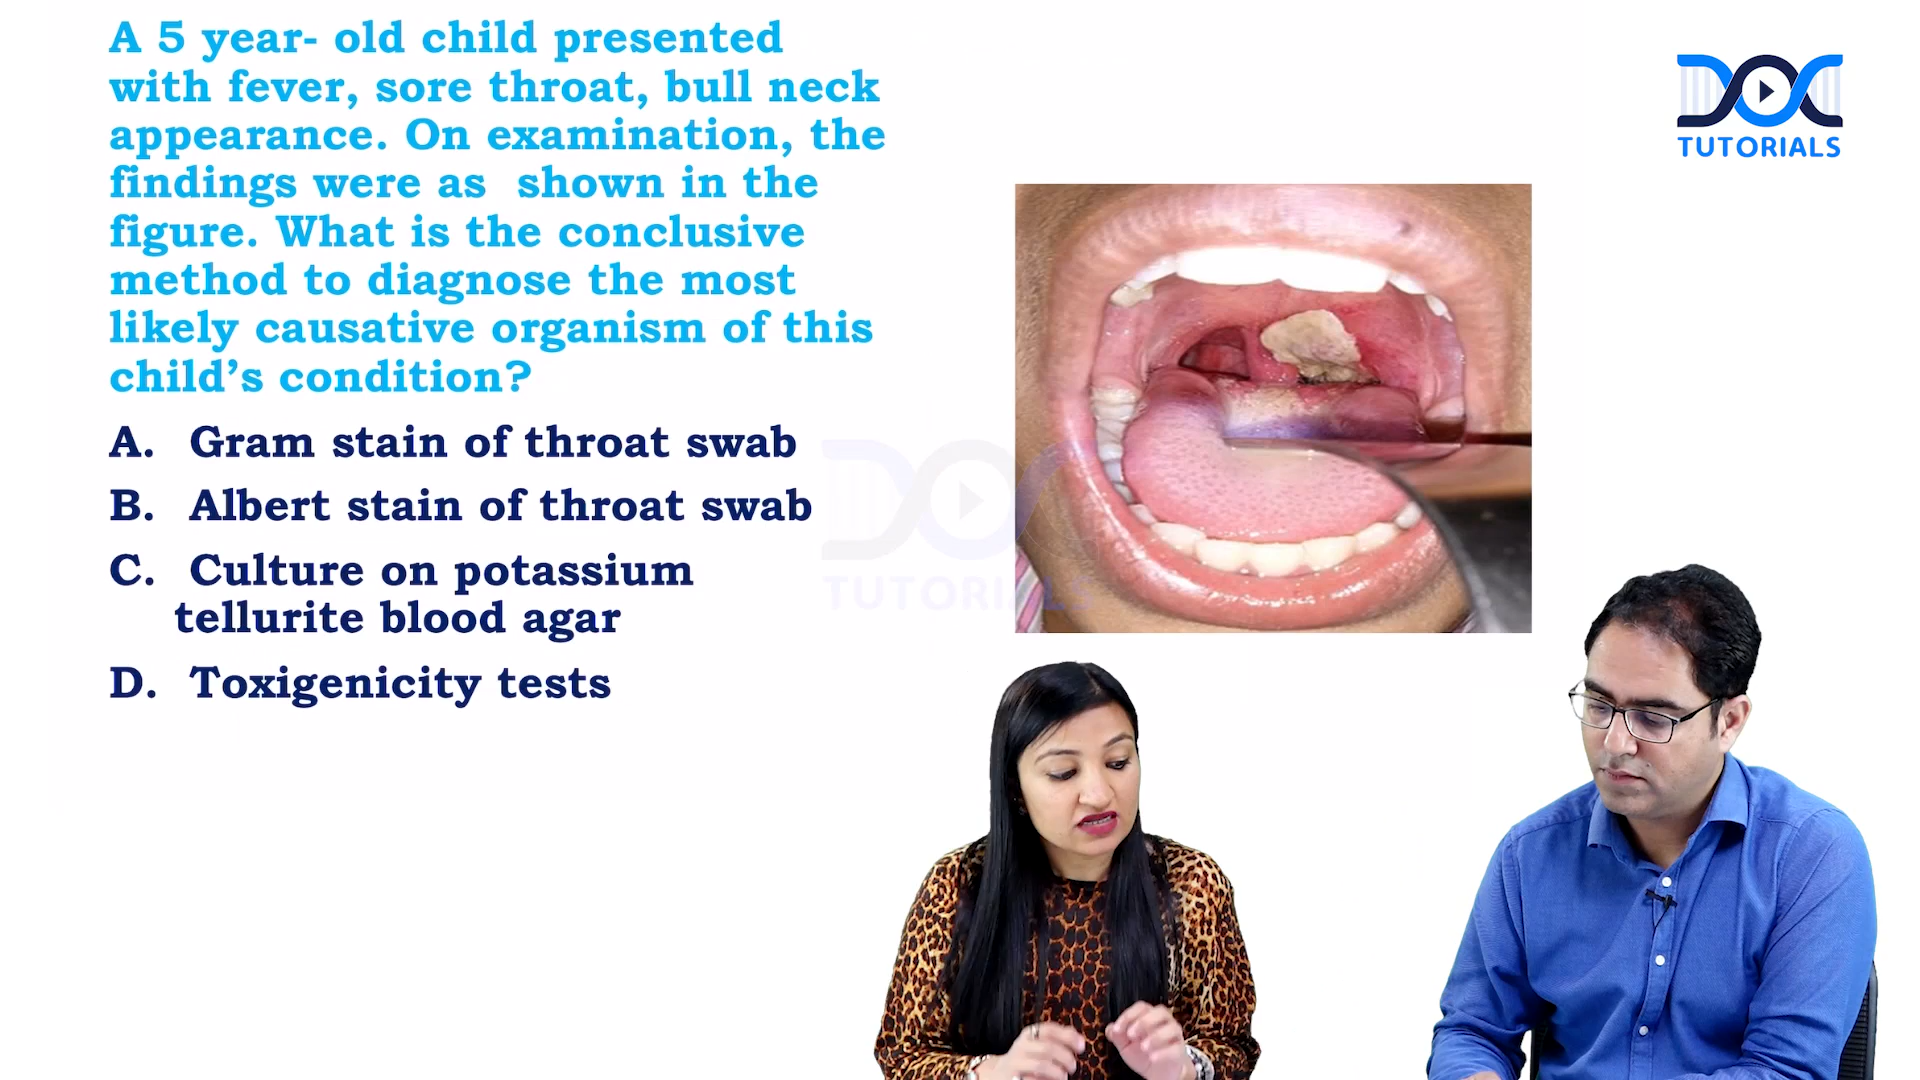 A 5 year- old child presented
with fever, sore throat, bull neck
appearance. On examination, the
findings were as shown in the
figure. What is the conclusive
method to diagnose the most
likely causative organism of this
child’s condition?
A. Gram stain of throat swab
B. Albert stain of throat swab
C. Culture on potassium
tellurite blood agar
D. Toxigenicity tests
DOC
TUTORIALS
DOC
TUTORIALS